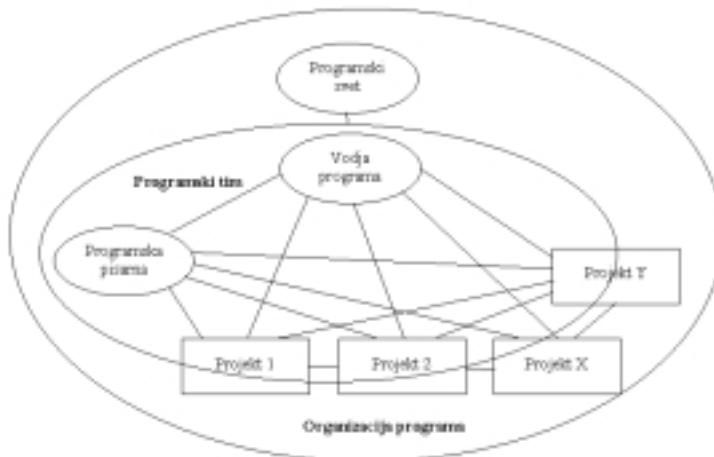 Programski
svet
Vodja
programa
Programski tim
Programska
pisarna
Projekt Y
Projekt 1
Projekt 2
Projekt X
Organizacija programa